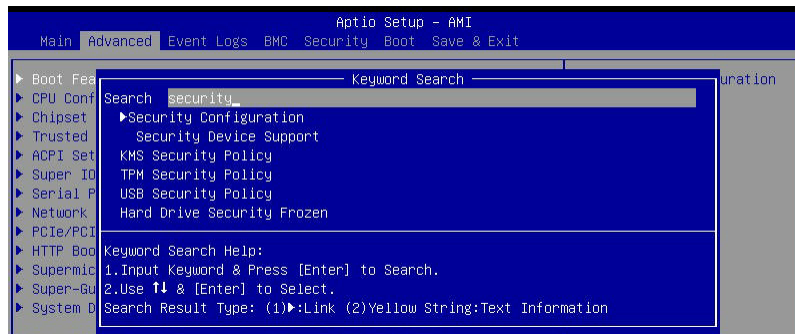 Aptio Setup – AMI
Main Advanced Event Logs BMC Security Boot Save & Exit
▶ Boot Fea
▶ CPU Conf
▶ Chipset
▶ Trusted
▶ ACPI Set
▶ Super IO
▶ Serial P
▶ Network
▶ PCIe/PCI
▶ HTTP Boo
▶ Supermic
▶ Super-Gu
▶ System D
Keyword Search
Search security_
▶Security Configuration
Security Device Support
KMS Security Policy
TPM Security Policy
USB Security Policy
Hard Drive Security Frozen
Keyword Search Help:
1.Input Keyword & Press [Enter] to Search.
2.Use ↑↓ & [Enter] to Select.
Search Result Type: (1)▶:Link (2)Yellow String:Text Information
uration